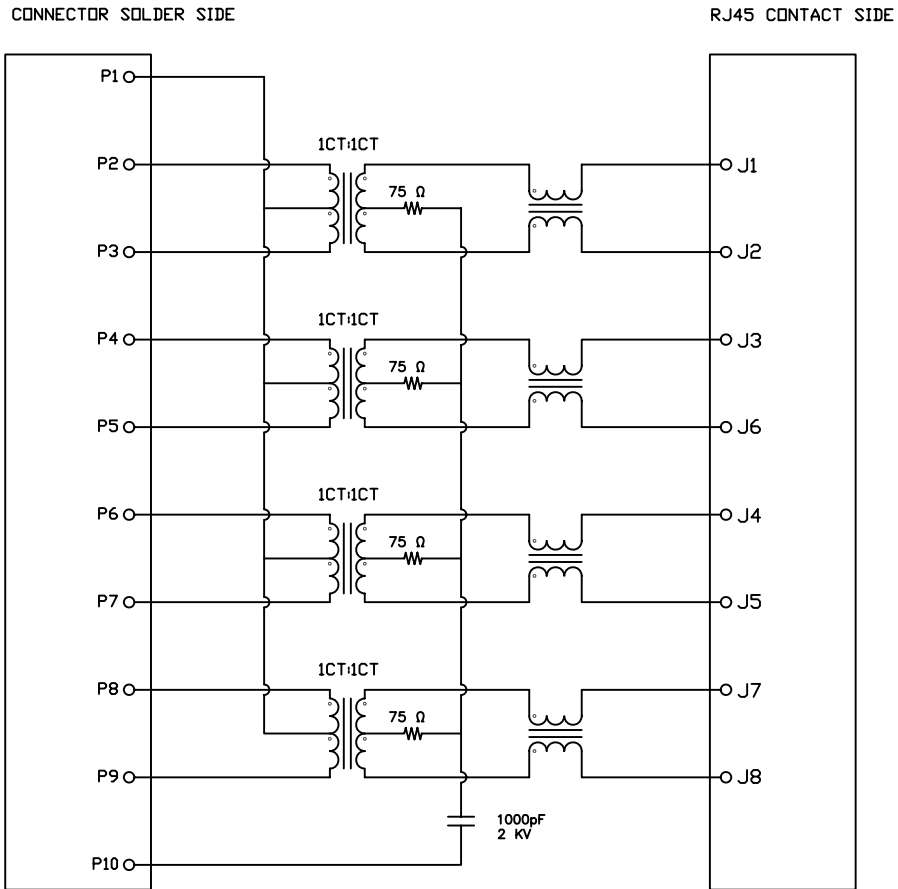 CONNECTOR SOLDER SIDE
RJ45 CONTACT SIDE
P1
1CT:1CT
P2
J1
75 Ω
P3
J2
1CT:1CT
P4
J3
75 Ω
P5
J6
1CT:1CT
P6
J4
75 Ω
P7
J5
1CT:1CT
P8
J7
75 Ω
P9
J8
1000pF
2 KV
P10